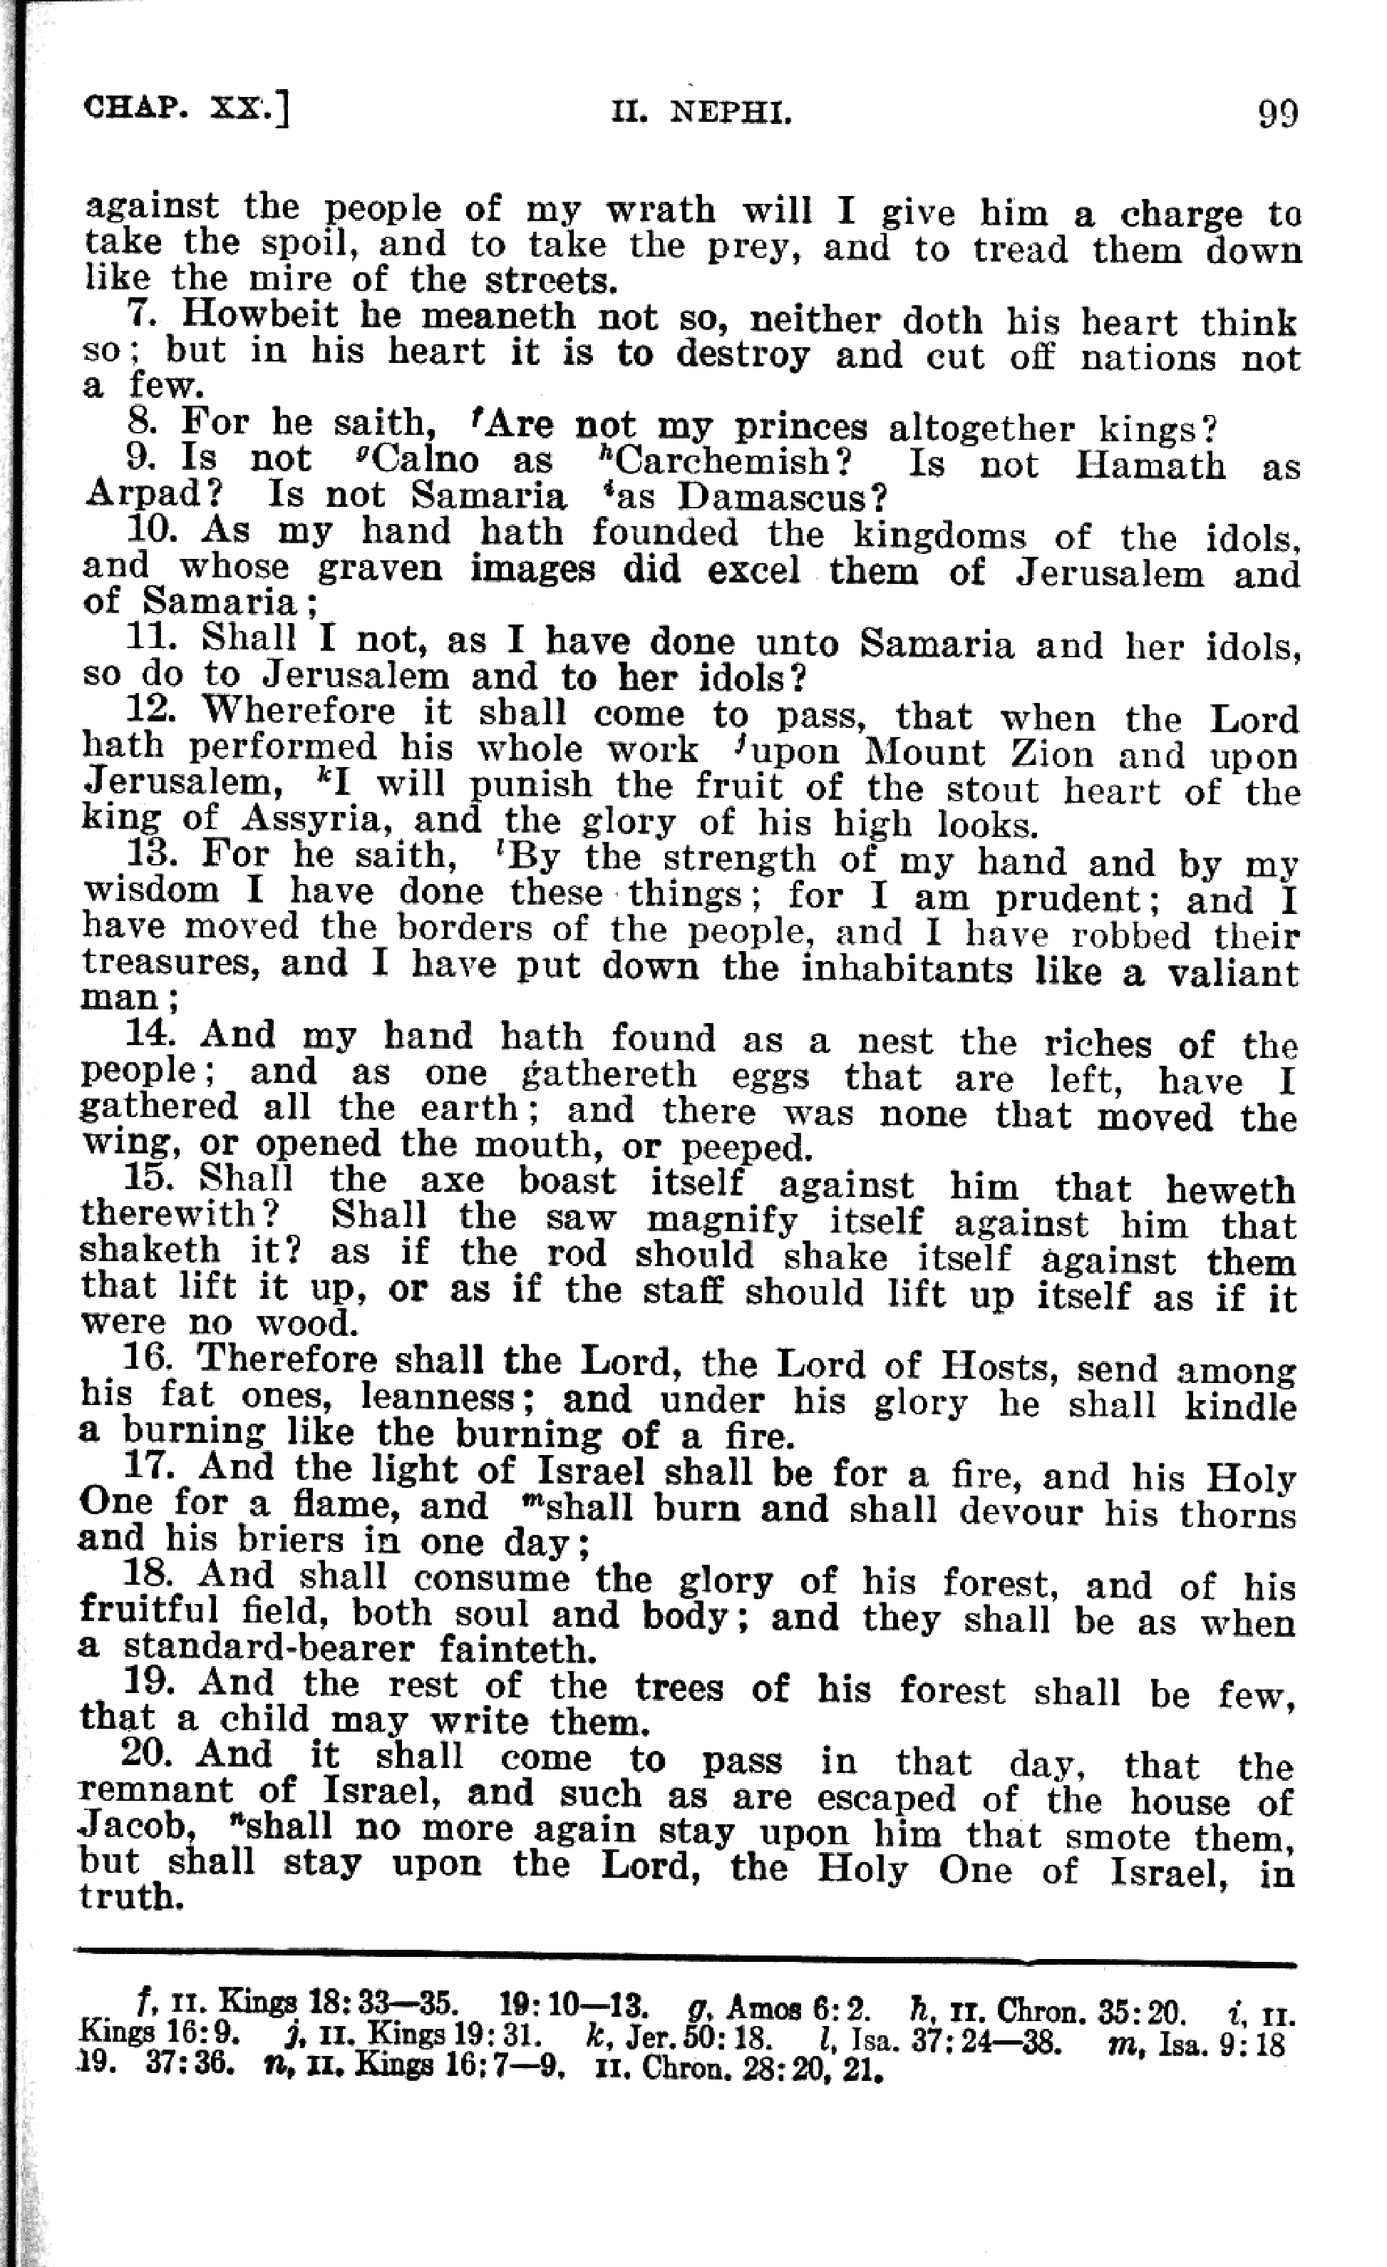 CHAP. XX.] II. NEPHI. 99
against the people of my wrath will I give him a charge to
take the spoil, and to take the prey, and to tread them down
like the mire of the streets.
7. Howbeit he meaneth not so, neither doth his heart think
so; but in his heart it is to destroy and cut off nations not
a few.
8. For he saith, fAre not my princes altogether kings?
9. Is not gCalno as hCarchemish? Is not Hamath as
Arpad? Is not Samaria ias Damascus?
10. As my hand hath founded the kingdoms of the idols,
and whose graven images did excel them of Jerusalem and
of Samaria;
11. Shall I not, as I have done unto Samaria and her idols,
so do to Jerusalem and to her idols?
12. Wherefore it shall come to pass, that when the Lord
hath performed his whole work jupon Mount Zion and upon
Jerusalem, kI will punish the fruit of the stout heart of the
king of Assyria, and the glory of his high looks.
13. For he saith, lBy the strength of my hand and by my
wisdom I have done these things; for I am prudent; and I
have moved the borders of the people, and I have robbed their
treasures, and I have put down the inhabitants like a valiant
man;
14. And my hand hath found as a nest the riches of the
people; and as one gathereth eggs that are left, have I
gathered all the earth; and there was none that moved the
wing, or opened the mouth, or peeped.
15. Shall the axe boast itself against him that heweth
therewith? Shall the saw magnify itself against him that
shaketh it? as if the rod should shake itself against them
that lift it up, or as if the staff should lift up itself as if it
were no wood.
16. Therefore shall the Lord, the Lord of Hosts, send among
his fat ones, leanness; and under his glory he shall kindle
a burning like the burning of a fire.
17. And the light of Israel shall be for a fire, and his Holy
One for a flame, and mshall burn and shall devour his thorns
and his briers in one day;
18. And shall consume the glory of his forest, and of his
fruitful field, both soul and body; and they shall be as when
a standard-bearer fainteth.
19. And the rest of the trees of his forest shall be few,
that a child may write them.
20. And it shall come to pass in that day, that the
remnant of Israel, and such as are escaped of the house of
Jacob, nshall no more again stay upon him that smote them,
but shall stay upon the Lord, the Holy One of Israel, in
truth.
f, II. Kings 18:33—35. 19:10—13. g, Amos 6:2. h, II. Chron. 35:20. i, II.
Kings 16:9. j, II. Kings 19:31. k, Jer. 50:18. l, Isa. 37:24—38. m, Isa. 9:18
19. 37:36. n, II. Kings 16:7—9. II. Chron. 28:20, 21.